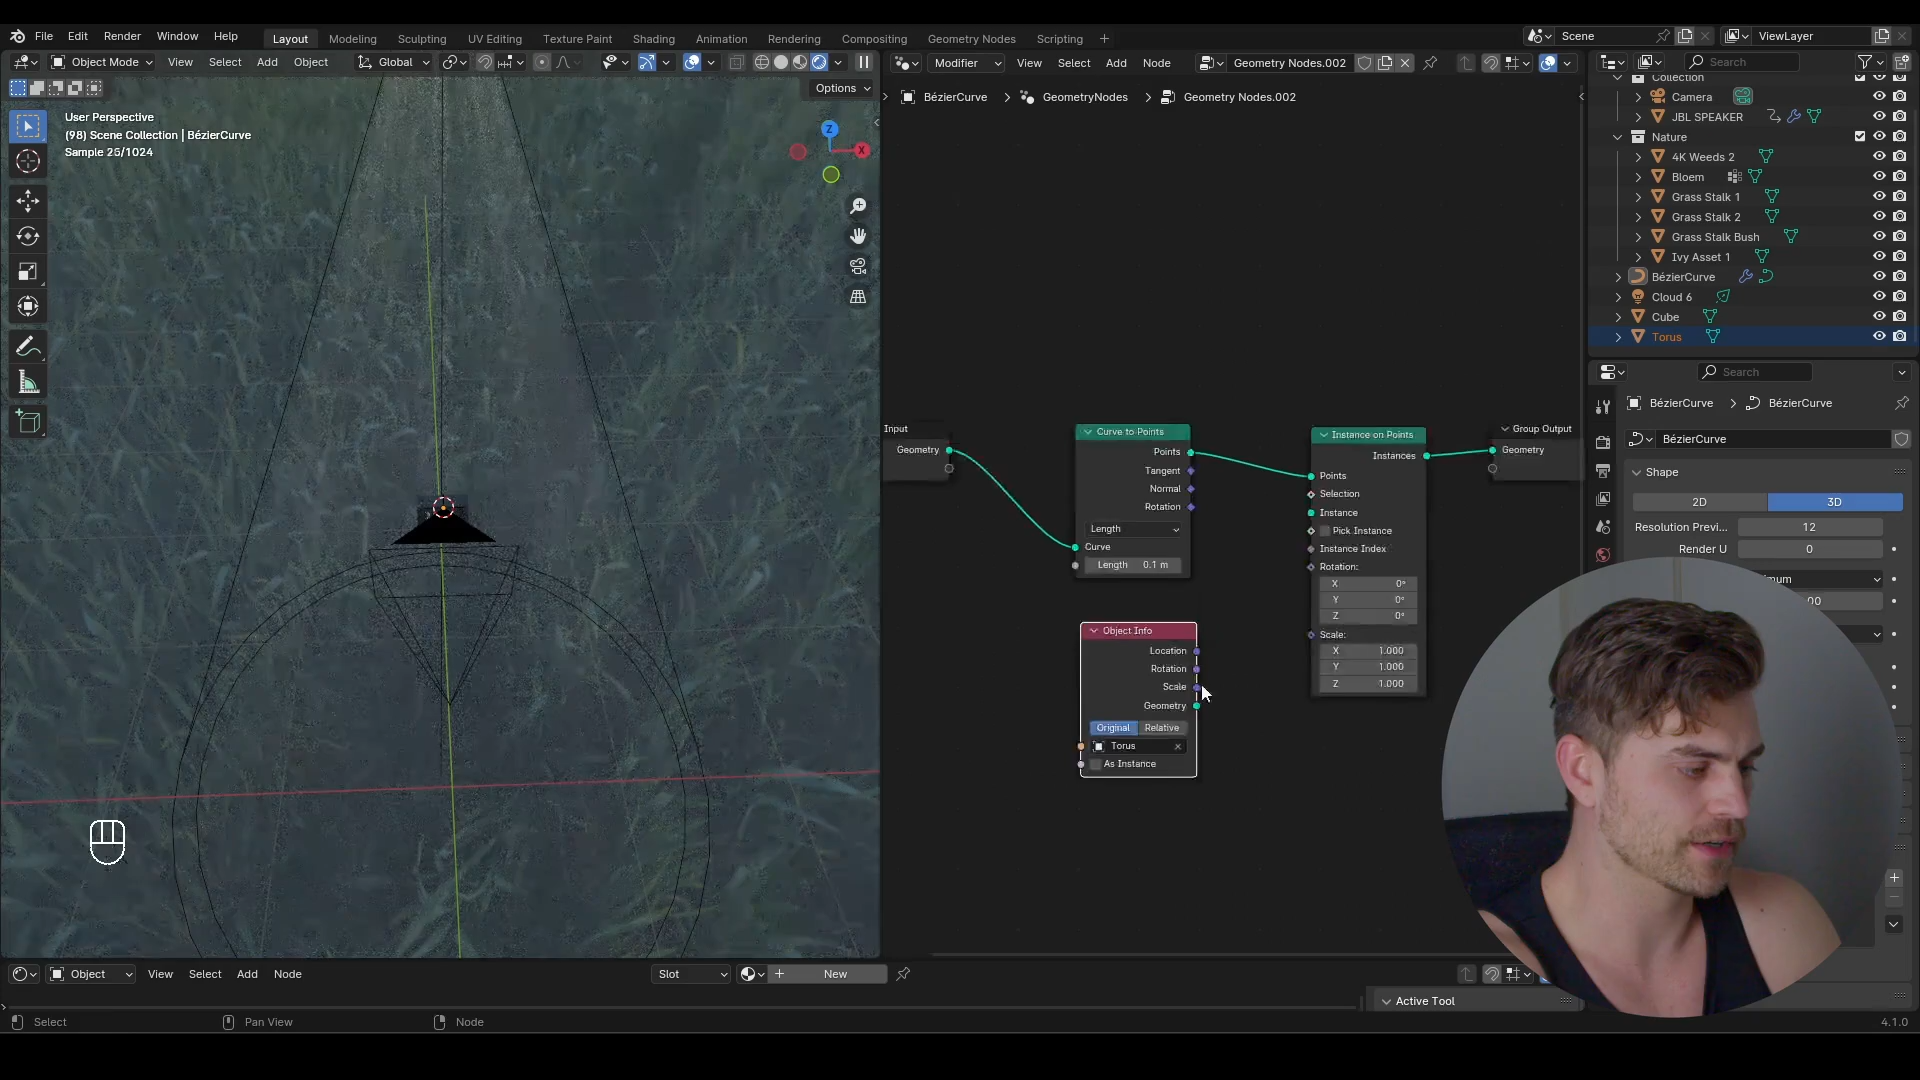 File Edit Render Window Help
Layout Modeling Sculpting UV Editing Texture Paint Shading Animation Rendering Compositing Geometry Nodes Scripting +
Scene
ViewLayer
Object Mode View Select Add Object Global
Options
User Perspective
(98) Scene Collection | BézierCurve
Sample 26/1024
Z
X
Modifier View Select Add Node Geometry Nodes.002
BézierCurve > GeometryNodes > Geometry Nodes.002
Input
Geometry
Curve to Points
Points
Tangent
Normal
Rotation
Length
Curve
Length 0.1 m
Instance on Points
Instances
Points
Selection
Instance
Pick Instance
Instance Index
Rotation:
X 0°
Y 0°
Z 0°
Scale:
X 1.000
Y 1.000
Z 1.000
Group Output
Geometry
Object Info
Location
Rotation
Scale
Geometry
Original Relative
Torus
As Instance
Search
Collection
Camera
JBL SPEAKER
Nature
4K Weeds 2
Bloem
Grass Stalk 1
Grass Stalk 2
Grass Stalk Bush
Ivy Asset 1
BézierCurve
Cloud 6
Cube
Torus
Search
BézierCurve > BézierCurve
BézierCurve
Shape
2D 3D
Resolution Previ... 12
Render U 0
Object View Select Add Node Slot New
Active Tool
Select Pan View Node
4.1.0